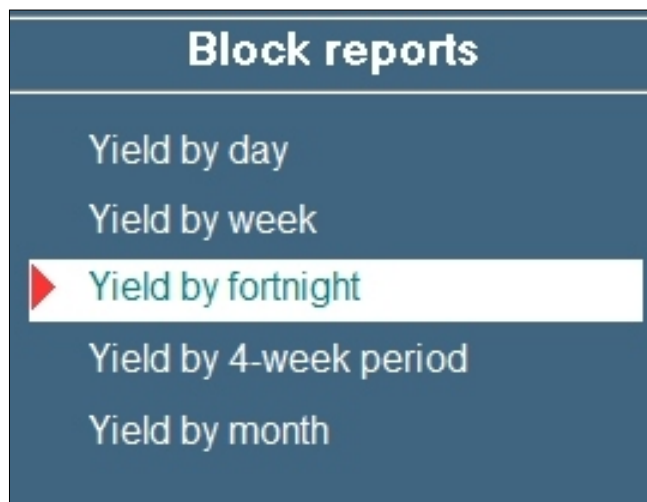 Block reports
Yield by day
Yield by week
Yield by fortnight
Yield by 4-week period
Yield by month